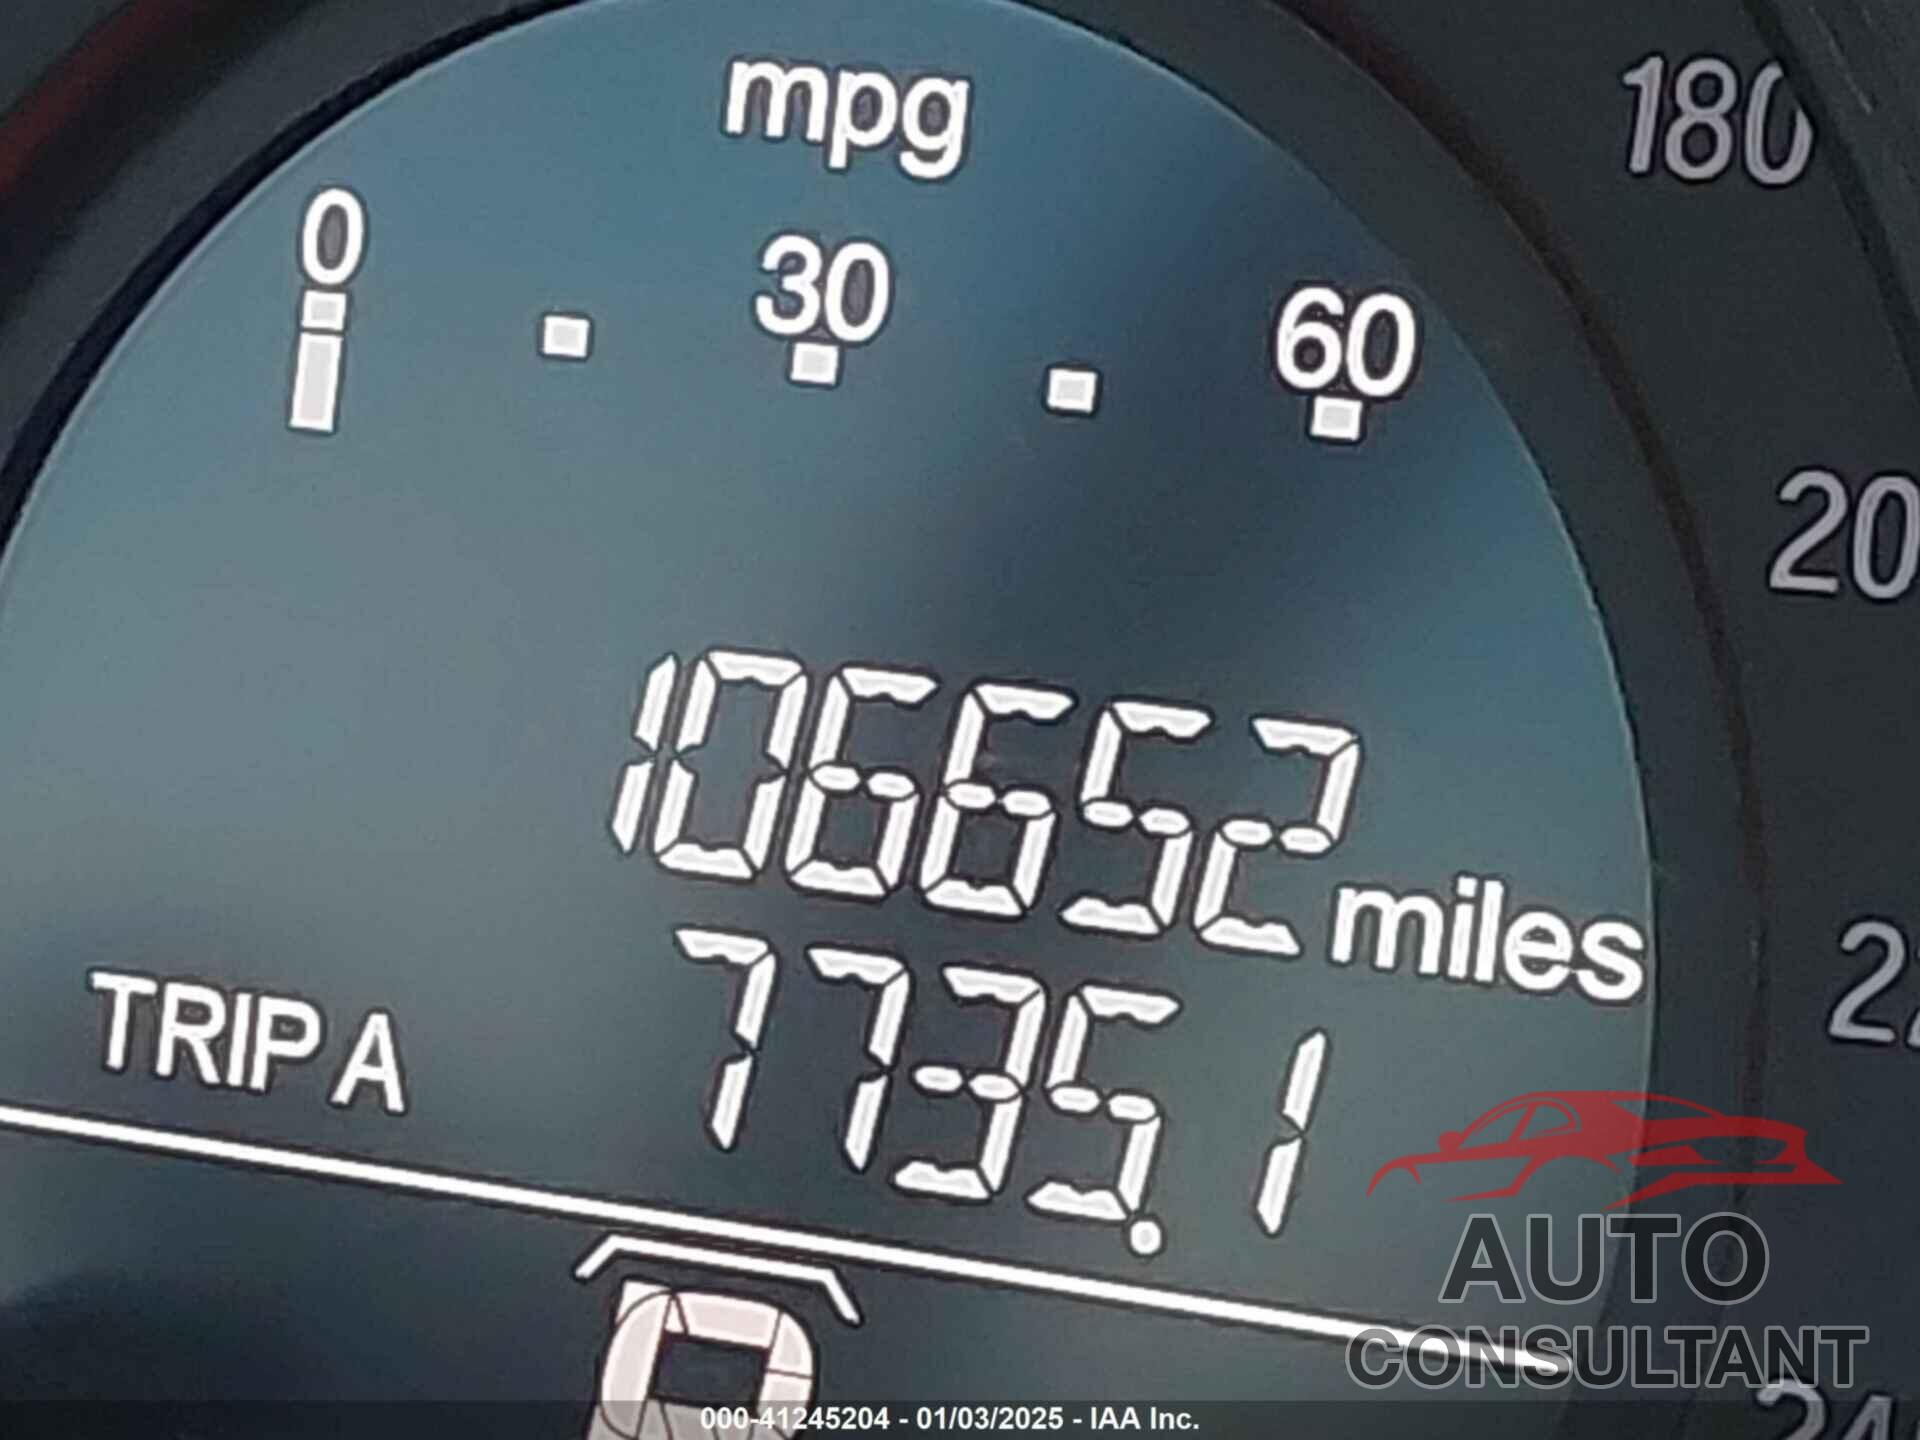 mpg
0 30 60
180
20
106652 miles
TRIP A 7735.1
P
AUTO
CONSULTANT
000-41245204 - 01/03/2025 - IAA Inc.